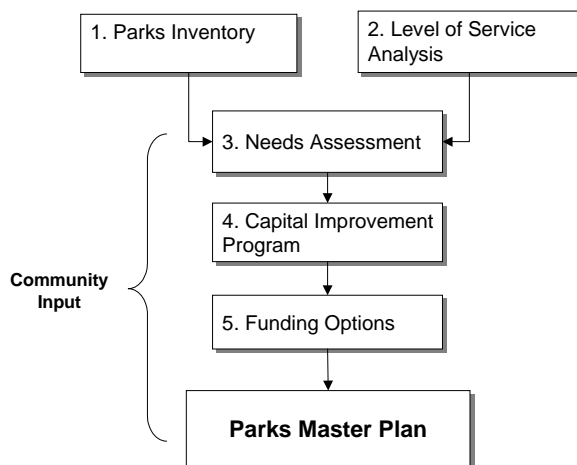 1. Parks Inventory
2. Level of Service
Analysis
3. Needs Assessment
4. Capital Improvement
Program
Community
Input
5. Funding Options
Parks Master Plan